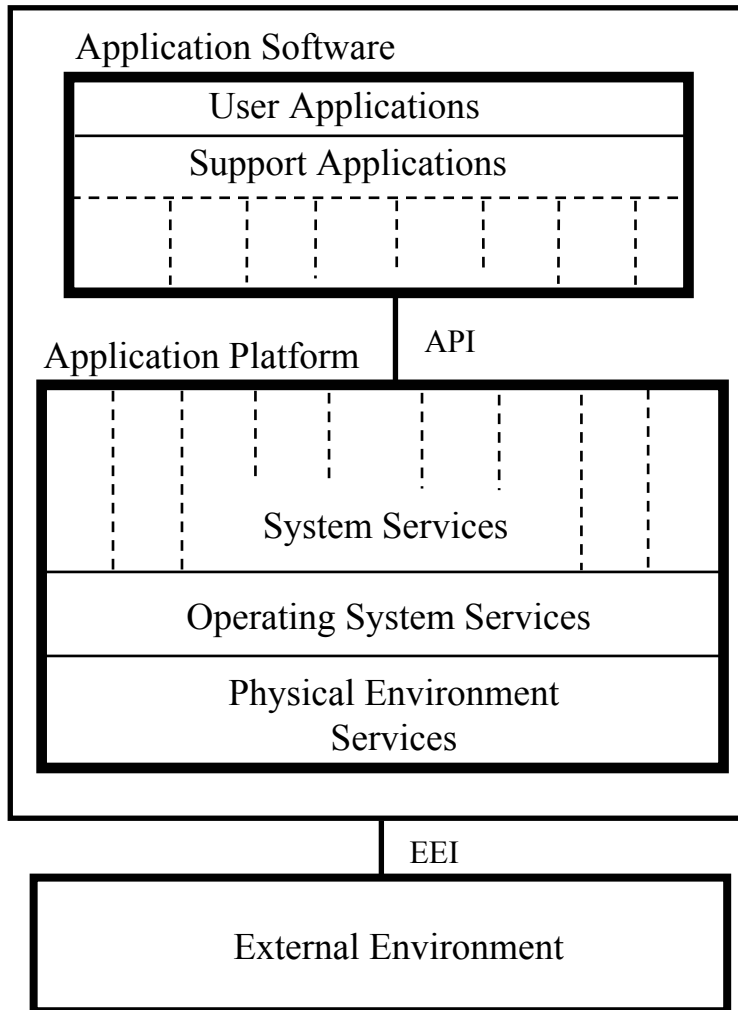 Application Software
User Applications
Support Applications
API
Application Platform
System Services
Operating System Services
Physical Environment
Services
EEI
External Environment